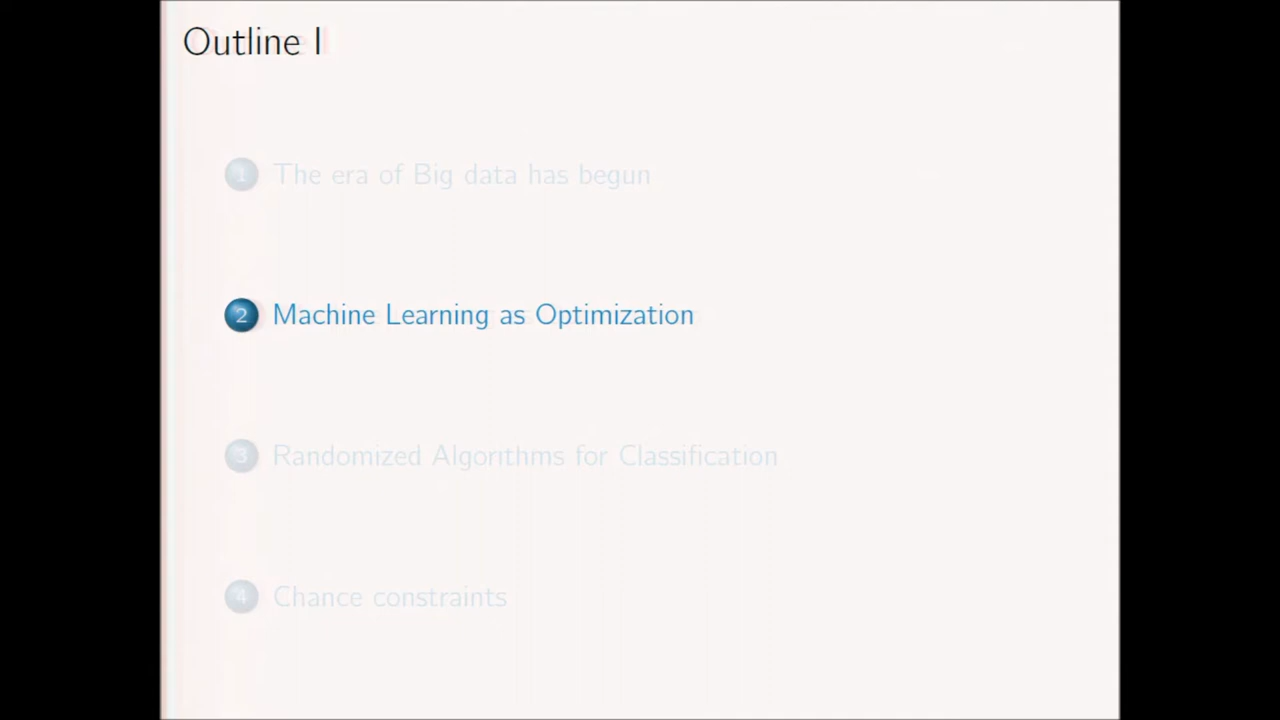 Outline I
1 The era of Big data has begun
2 Machine Learning as Optimization
3 Randomized Algorithms for Classification
4 Chance constraints